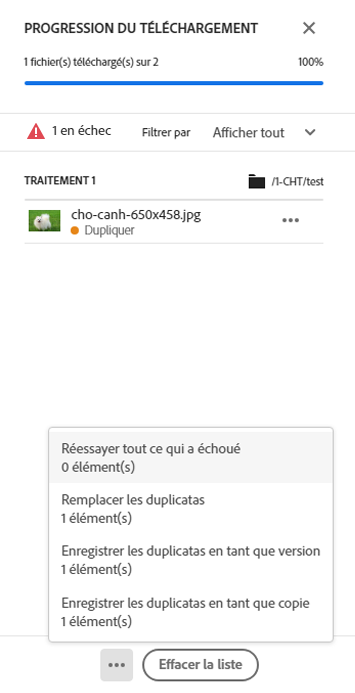 PROGRESSION DU TÉLÉCHARGEMENT
1 fichier(s) téléchargé(s) sur 2 100%
1 en échec Filtrer par Afficher tout
TRAITEMENT 1 /1-CHT/test
cho-canh-650x458.jpg
Dupliquer
Réessayer tout ce qui a échoué
0 élément(s)
Remplacer les duplicatas
1 élément(s)
Enregistrer les duplicatas en tant que version
1 élément(s)
Enregistrer les duplicatas en tant que copie
1 élément(s)
Effacer la liste